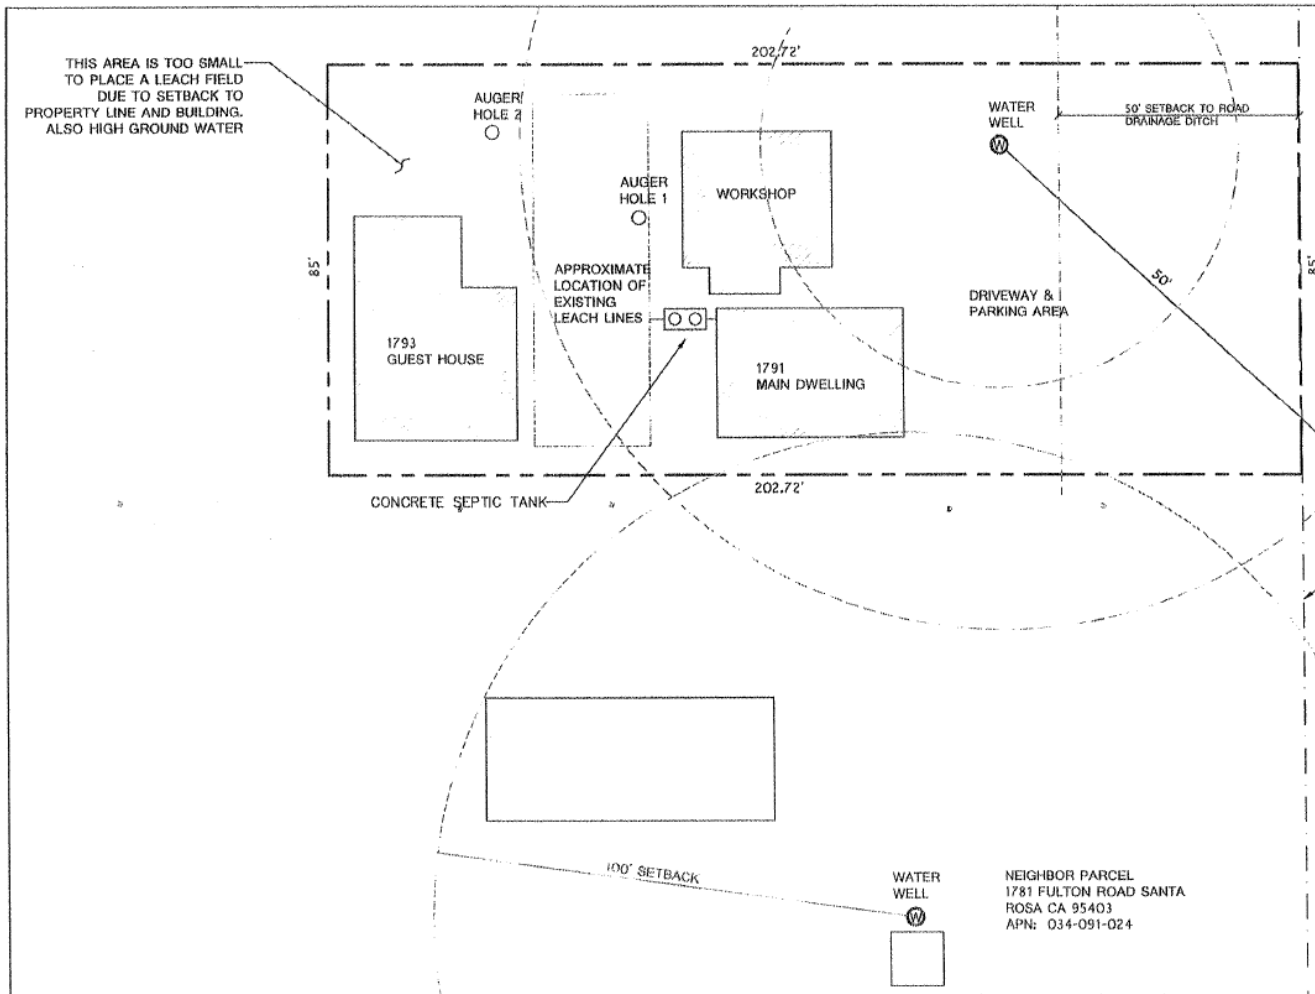 202.72'
THIS AREA IS TOO SMALL
TO PLACE A LEACH FIELD
DUE TO SETBACK TO
PROPERTY LINE AND BUILDING.
ALSO HIGH GROUND WATER
AUGER
HOLE 2
WATER
WELL
W
50' SETBACK TO ROAD
DRAINAGE DITCH
AUGER
HOLE 1
WORKSHOP
85'
85'
APPROXIMATE
LOCATION OF
EXISTING
LEACH LINES
50'
DRIVEWAY &
PARKING AREA
1793
GUEST HOUSE
1791
MAIN DWELLING
202.72'
CONCRETE SEPTIC TANK
100' SETBACK
WATER
WELL
W
NEIGHBOR PARCEL
1781 FULTON ROAD SANTA
ROSA CA 95403
APN: 034-091-024